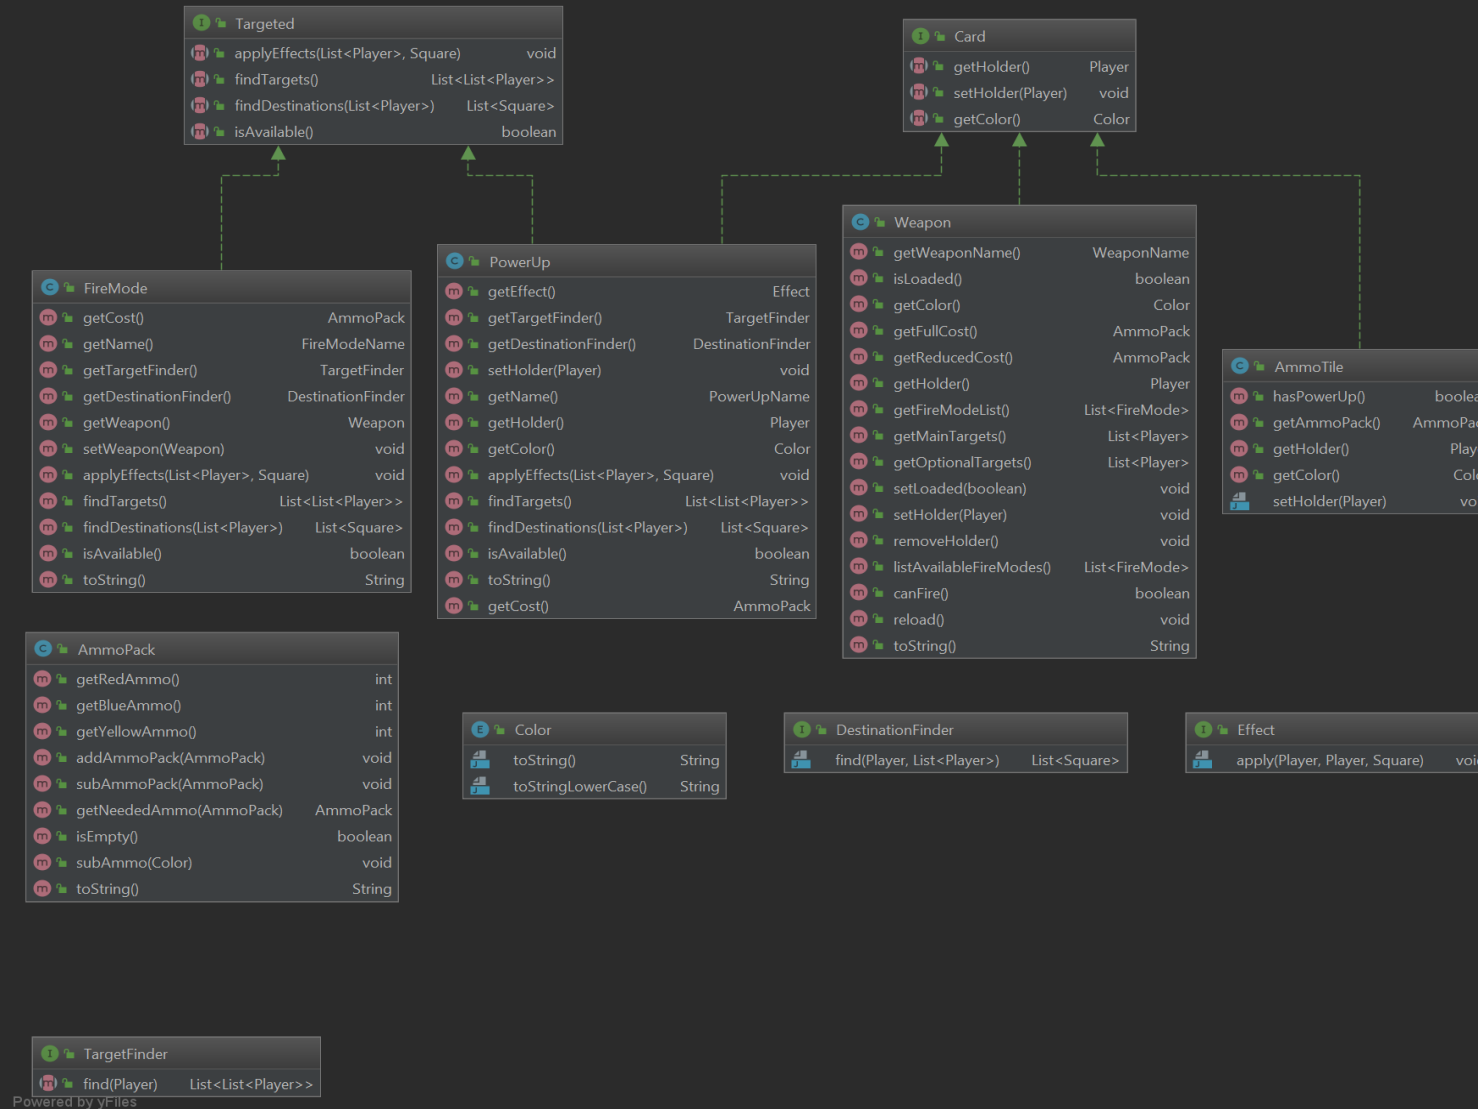 Targeted
applyEffects(List<Player>, Square) void
findTargets() List<List<Player>>
findDestinations(List<Player>) List<Square>
isAvailable() boolean
Card
getHolder() Player
setHolder(Player) void
getColor() Color
FireMode
getCost() AmmoPack
getName() FireModeName
getTargetFinder() TargetFinder
getDestinationFinder() DestinationFinder
getWeapon() Weapon
setWeapon(Weapon) void
applyEffects(List<Player>, Square) void
findTargets() List<List<Player>>
findDestinations(List<Player>) List<Square>
isAvailable() boolean
toString() String
PowerUp
getEffect() Effect
getTargetFinder() TargetFinder
getDestinationFinder() DestinationFinder
setHolder(Player) void
getName() PowerUpName
getHolder() Player
getColor() Color
applyEffects(List<Player>, Square) void
findTargets() List<List<Player>>
findDestinations(List<Player>) List<Square>
isAvailable() boolean
toString() String
getCost() AmmoPack
Weapon
getWeaponName() WeaponName
isLoaded() boolean
getColor() Color
getFullCost() AmmoPack
getReducedCost() AmmoPack
getHolder() Player
getFireModeList() List<FireMode>
getMainTargets() List<Player>
getOptionalTargets() List<Player>
setLoaded(boolean) void
setHolder(Player) void
removeHolder() void
listAvailableFireModes() List<FireMode>
canFire() boolean
reload() void
toString() String
AmmoTile
hasPowerUp() boolea
getAmmoPack() AmmoPac
getHolder() Playe
getColor() Colo
setHolder(Player) vo
AmmoPack
getRedAmmo() int
getBlueAmmo() int
getYellowAmmo() int
addAmmoPack(AmmoPack) void
subAmmoPack(AmmoPack) void
getNeededAmmo(AmmoPack) AmmoPack
isEmpty() boolean
subAmmo(Color) void
toString() String
Color
toString() String
toStringLowerCase() String
DestinationFinder
find(Player, List<Player>) List<Square>
Effect
apply(Player, Player, Square) voi
TargetFinder
find(Player) List<List<Player>>
Powered by yFiles